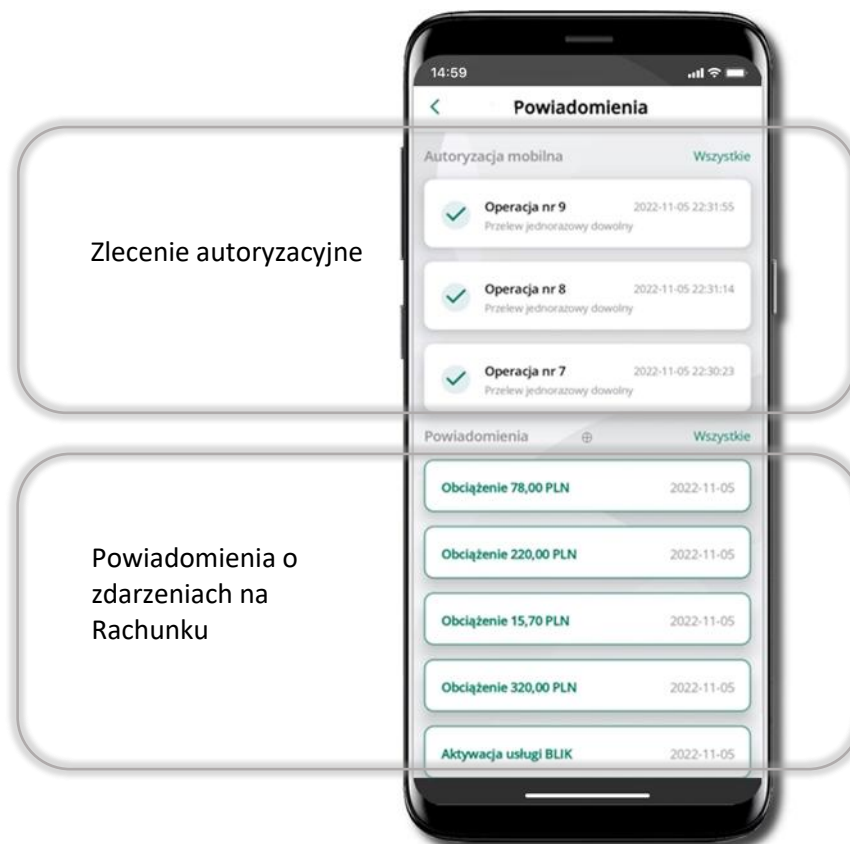 14:59
Powiadomienia
Autoryzacja mobilna Wszystkie
Operacja nr 9 2022-11-05 22:31:55
Przelew jednorazowy dowolny
Zlecenie autoryzacyjne
Operacja nr 8 2022-11-05 22:31:14
Przelew jednorazowy dowolny
Operacja nr 7 2022-11-05 22:30:23
Przelew jednorazowy dowolny
Powiadomienia Wszystkie
Obciążenie 78,00 PLN 2022-11-05
Obciążenie 220,00 PLN 2022-11-05
Powiadomienia o
zdarzeniach na
Rachunku
Obciążenie 15,70 PLN 2022-11-05
Obciążenie 320,00 PLN 2022-11-05
Aktywacja usługi BLIK 2022-11-05